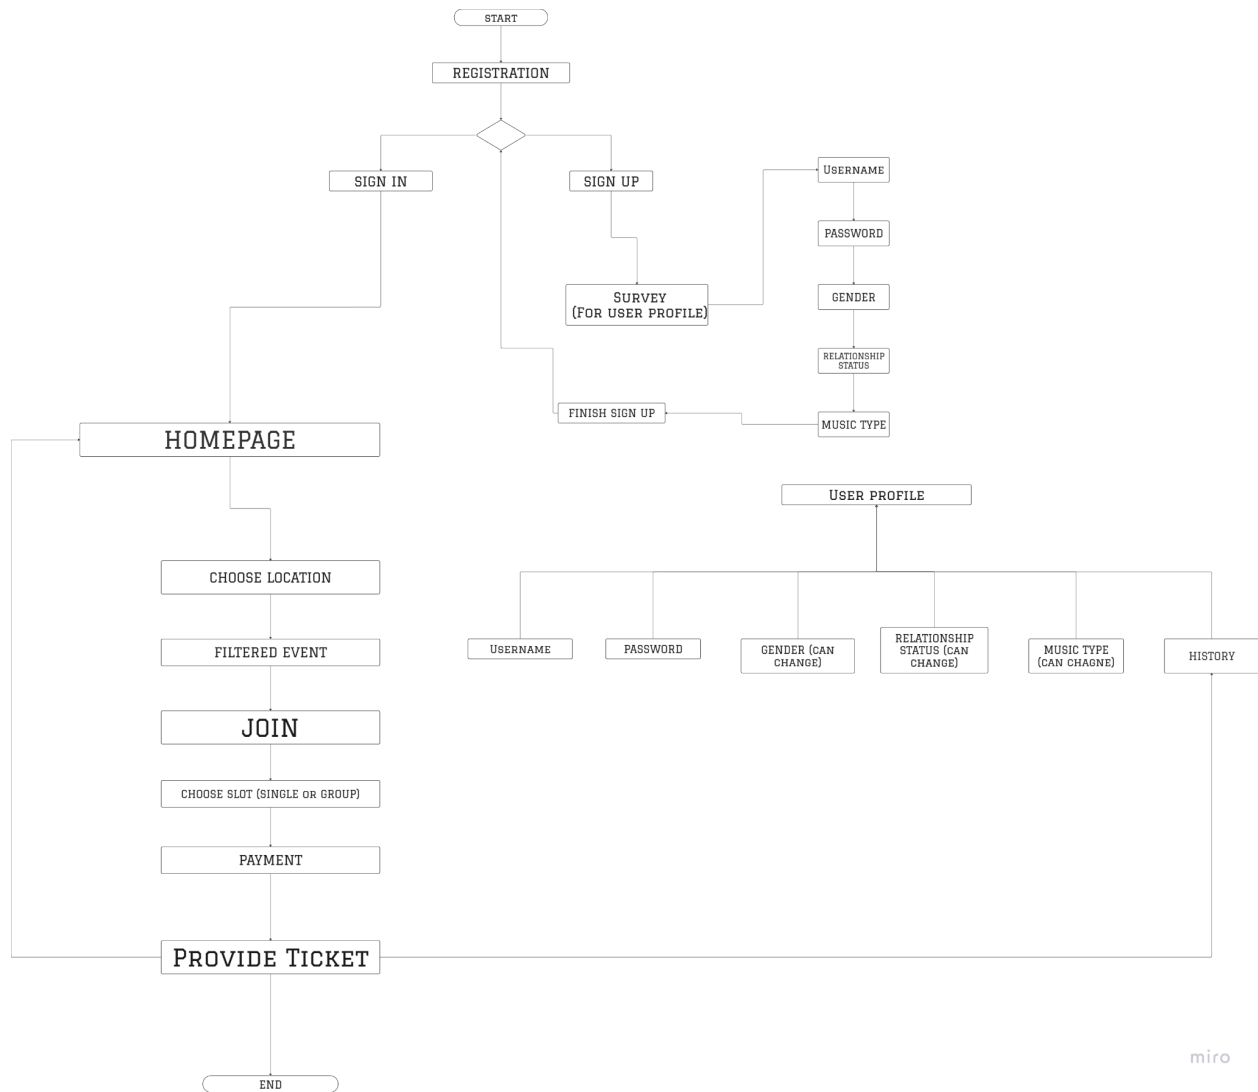 START
REGISTRATION
SIGN IN
SIGN UP
USERNAME
PASSWORD
SURVEY
(FOR USER PROFILE)
GENDER
RELATIONSHIP
STATUS
FINISH SIGN UP
MUSIC TYPE
HOMEPAGE
USER PROFILE
CHOOSE LOCATION
FILTERED EVENT
USERNAME
PASSWORD
GENDER (CAN
CHANGE)
RELATIONSHIP
STATUS (CAN
CHANGE)
MUSIC TYPE
(CAN CHAGNE)
HISTORY
JOIN
CHOOSE SLOT (SINGLE OR GROUP)
PAYMENT
PROVIDE TICKET
END
miro